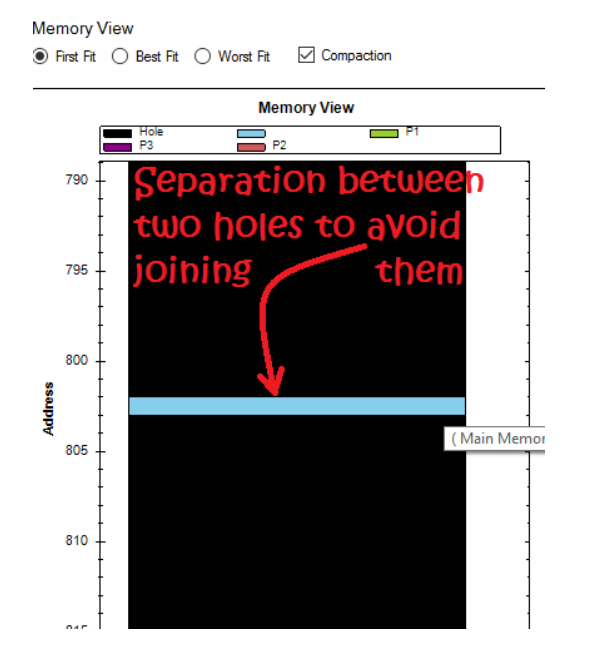 Memory View
First Fit Best Fit Worst Fit Compaction
Memory View
Hole P1
P3 P2
Separation between
two holes to avoid
joining them
790
795
800
805
810
815
Address
( Main Memor